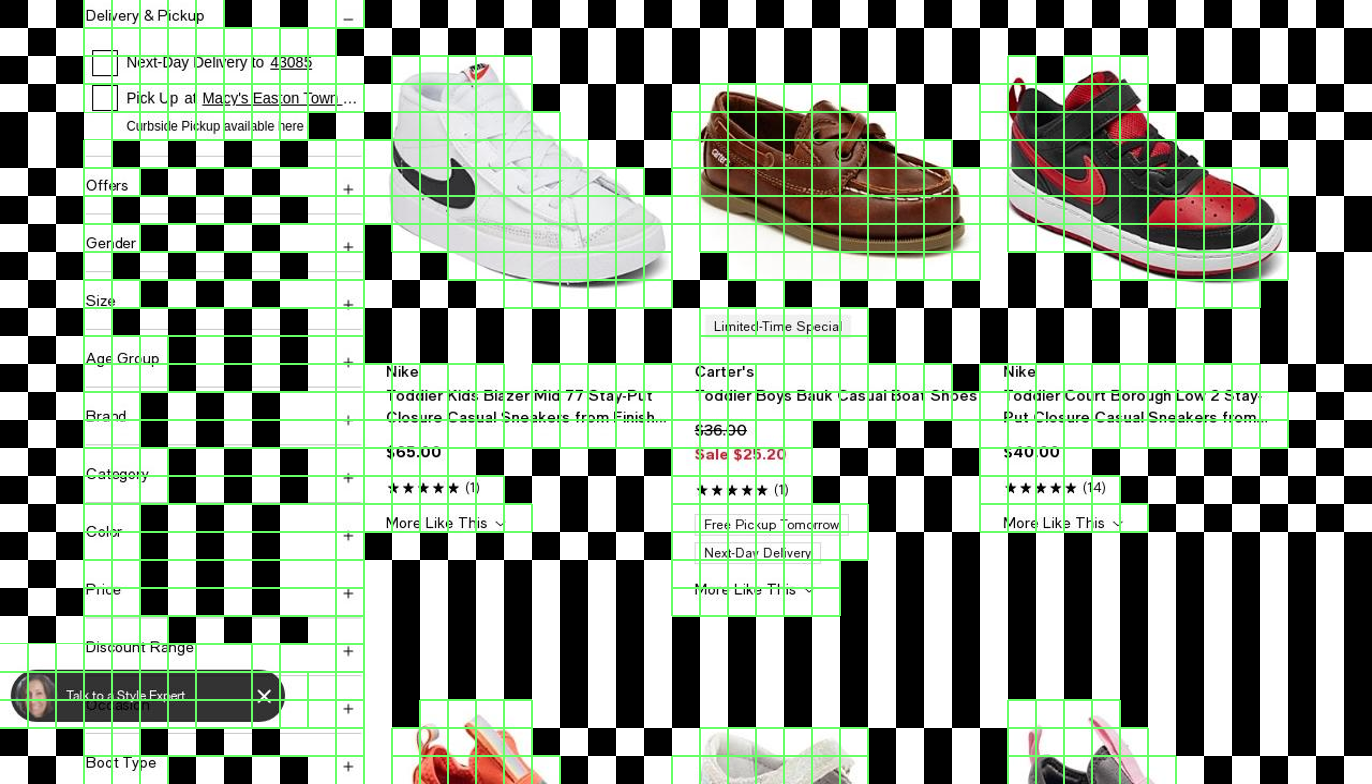 Delivery & Pickup
Next-Day Delivery to 43085
Pick Up at Macy's Easton Town ...
Curbside Pickup available here
Offers
Gender
Size
Age Group
Brand
Category
Color
Price
Discount Range
Talk to a Style Expert
Occasion
Boot Type
Nike
Toddler Kids Blazer Mid 77 Stay-Put
Closure Casual Sneakers from Finish...
$65.00
(1)
More Like This
carter's
Limited-Time Special
Carter's
Toddler Boys Bauk Casual Boat Shoes
$36.00
Sale $25.20
(1)
Free Pickup Tomorrow
Next-Day Delivery
More Like This
Nike
Toddler Court Borough Low 2 Stay-
Put Closure Casual Sneakers from...
$40.00
(14)
More Like This